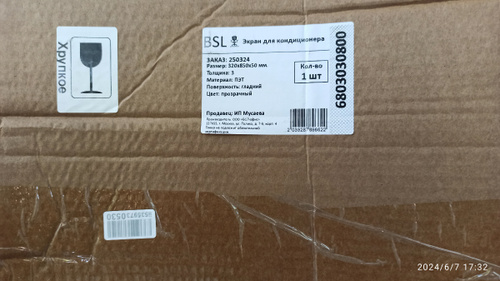 Хрупкое
BSL Экран для кондиционера
ЗАКАЗ: 250324
Размер: 320х850х50 мм
Толщина: 3
Материал: ПЭТ
Поверхность: гладкий
Цвет: прозрачный
Кол-во
1 шт
6803030800
Продавец: ИП Мусаева
2024/6/7 17:32